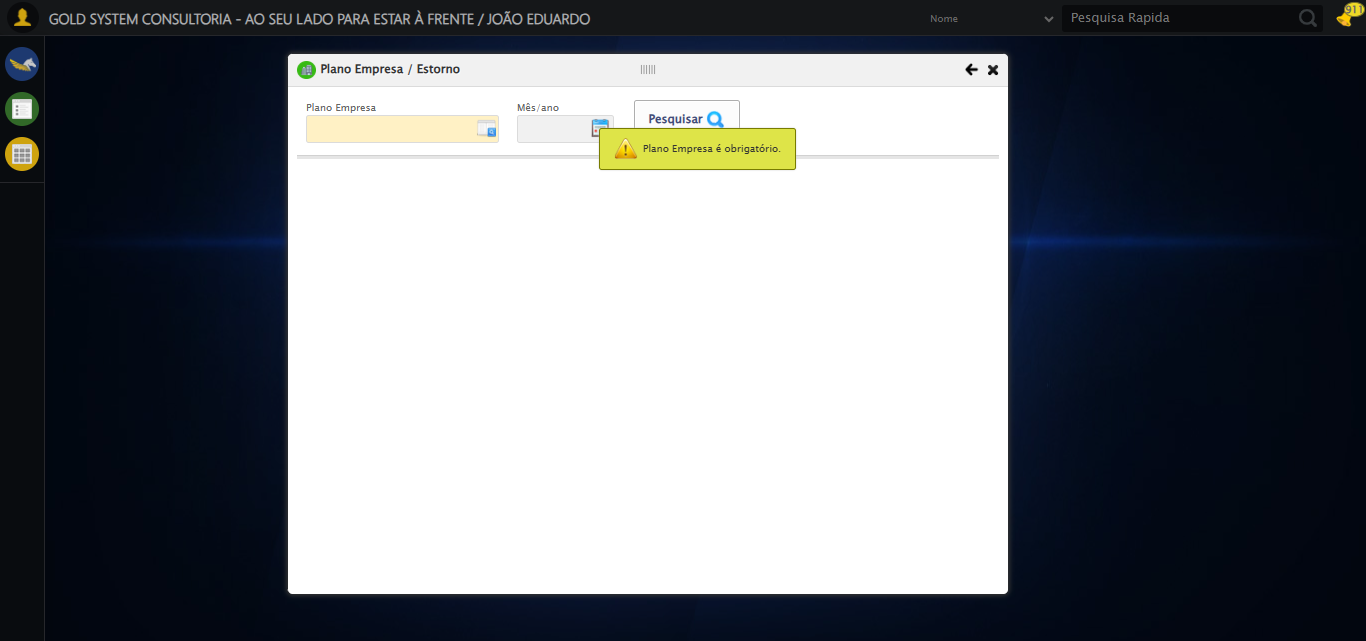 GOLD SYSTEM CONSULTORIA - AO SEU LADO PARA ESTAR À FRENTE / JOÃO EDUARDO
Nome
Pesquisa Rapida
911
Plano Empresa / Estorno
Plano Empresa
Mês/ano
Pesquisar
Plano Empresa é obrigatório.